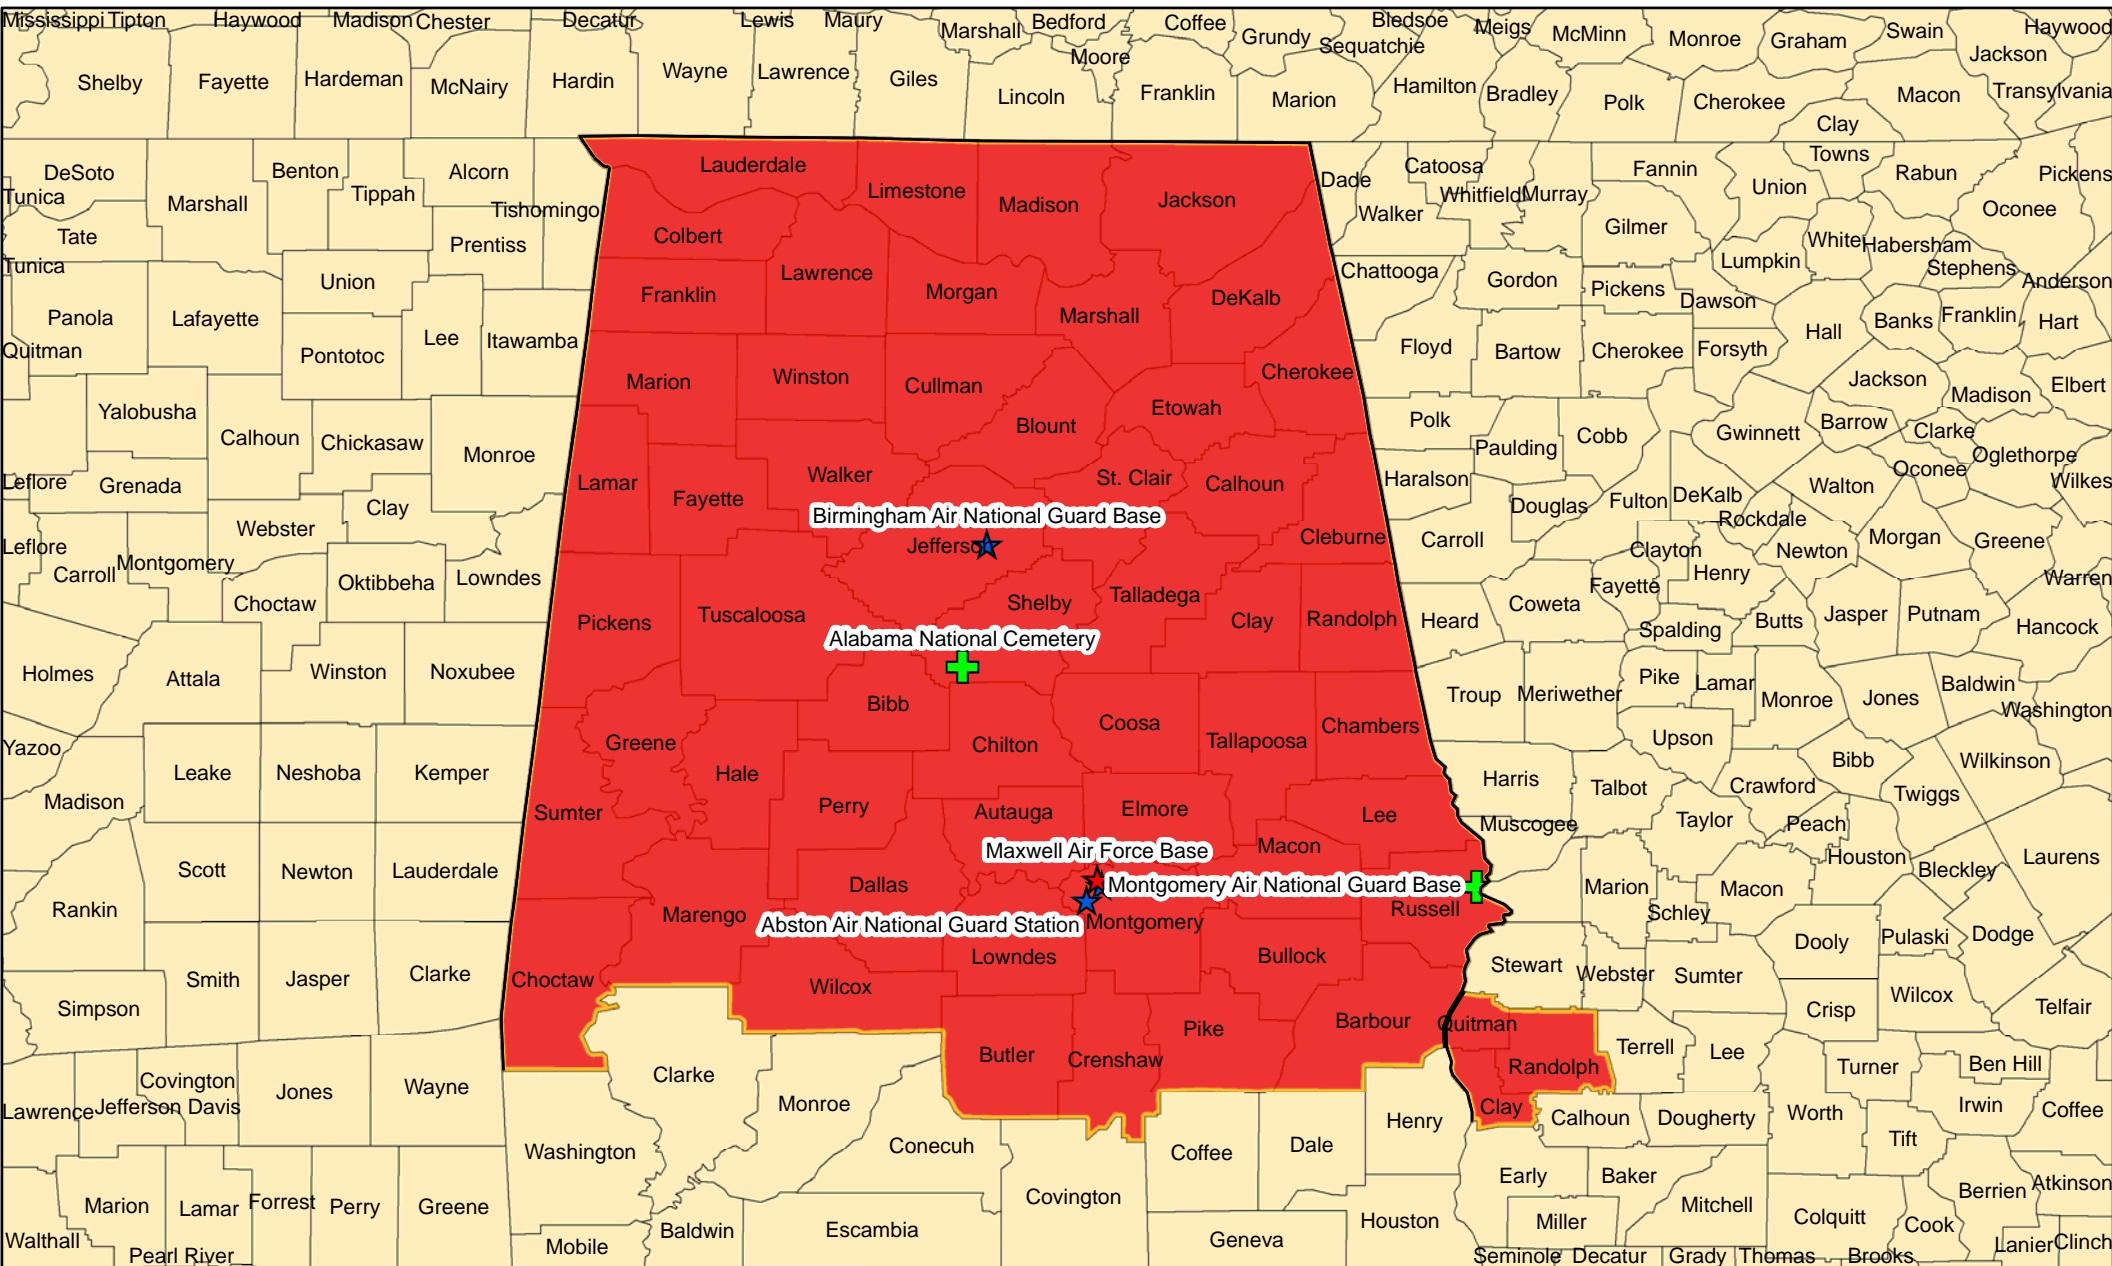 Mississippi Tipton Haywood Madison Chester Decatur Lewis Maury Marshall Bedford Coffee Grundy Bledsoe Meigs McMinn Monroe Graham Swain Haywood
Moore Sequatchie Jackson
Shelby Fayette Hardeman McNairy Hardin Wayne Lawrence Giles Lincoln Franklin Marion Hamilton Bradley Polk Cherokee Macon Transylvania
Clay
DeSoto Benton Alcorn Lauderdale Catoosa Fannin Towns Rabun Pickens
Tunica Marshall Tippah Tishomingo Limestone Madison Jackson Dade Walker Whitfield Murray Union Oconee
Tate Prentiss Colbert Gilmer White Habersham
Tunica Union Lawrence Chattooga Gordon Lumpkin Stephens Anderson
Panola Lafayette Franklin Morgan Marshall DeKalb Pickens Dawson Hall Banks Franklin Hart
Quitman Pontotoc Lee Itawamba Floyd Bartow Cherokee Forsyth
Marion Winston Cullman Cherokee Jackson Madison Elbert
Yalobusha Calhoun Chickasaw Monroe Blount Etowah Polk Paulding Cobb Gwinnett Barrow Clarke Oglethorpe
Leflore Grenada Clay Lamar Fayette Walker St. Clair Calhoun Haralson Douglas Fulton DeKalb Walton Oconee Wilkes
Birmingham Air National Guard Base
Webster Rockdale
Leflore Carroll Montgomery Oktibbeha Lowndes Jefferson Cleburne Carroll Clayton Henry Newton Morgan Greene
Choctaw Pickens Tuscaloosa Shelby Talladega Clay Randolph Heard Coweta Fayette Spalding Butts Jasper Putnam Warren Hancock
Alabama National Cemetery
Holmes Attala Winston Noxubee Bibb Troup Meriwether Pike Lamar Monroe Jones Baldwin Washington
Yazoo Greene Chilton Coosa Tallapoosa Chambers Upson
Leake Neshoba Kemper Hale Harris Talbot Crawford Bibb Twiggs Wilkinson
Madison Sumter Perry Autauga Elmore Lee Muscogee Taylor Peach
Maxwell Air Force Base
Macon Houston Bleckley Laurens
Scott Newton Lauderdale Dallas
Montgomery Air National Guard Base
Marion Macon
Rankin Marengo Russell Schley
Abston Air National Guard Station
Montgomery
Smith Jasper Clarke Choctaw Wilcox Lowndes Bullock Stewart Webster Sumter Dooly Pulaski Dodge
Simpson Butler Crenshaw Pike Barbour Quitman Crisp Wilcox Telfair
Covington Jones Wayne Clarke Randolph Terrell Lee Turner Ben Hill
Lawrence Jefferson Davis Monroe Henry Clay Calhoun Dougherty Worth Irwin Coffee
Washington Conecuh Coffee Dale Tift
Marion Lamar Forrest Perry Greene Covington Early Baker Mitchell Berrien Atkinson
Walthall Pearl River Mobile Baldwin Escambia Geneva Houston Miller Colquitt Cook
Seminole Decatur Grady Thomas Brooks Lanier Clinch